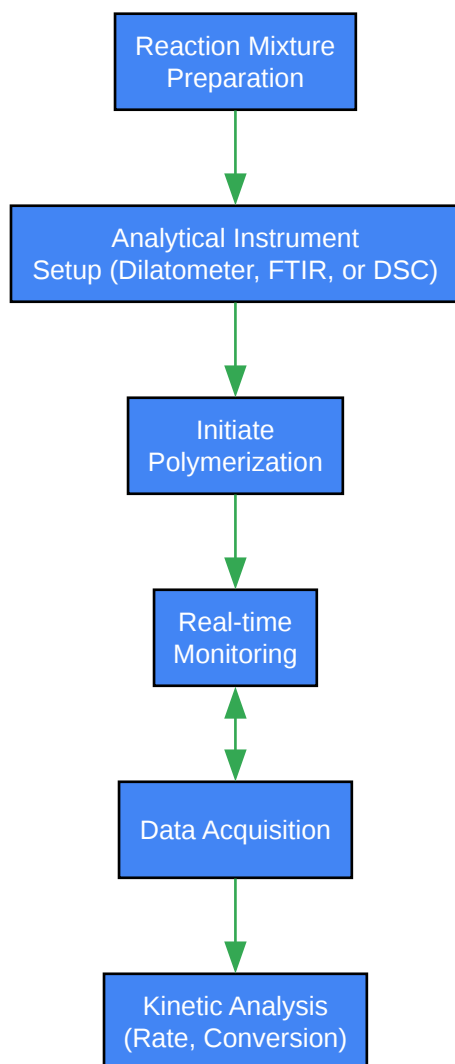 Reaction Mixture
Preparation
Analytical Instrument
Setup (Dilatometer, FTIR, or DSC)
Initiate
Polymerization
Real-time
Monitoring
Data Acquisition
Kinetic Analysis
(Rate, Conversion)